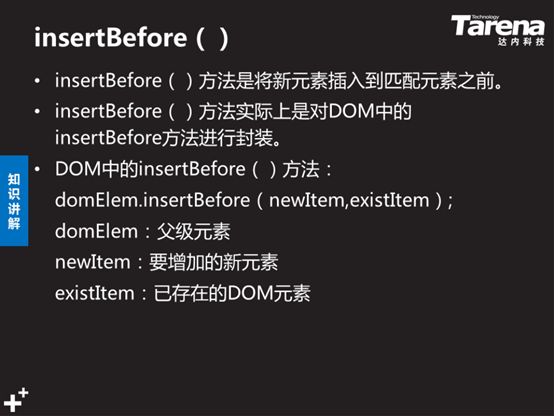 insertBefore（ ）
Technology
Tarena
达内科技
• insertBefore（ ）方法是将新元素插入到匹配元素之前。
• insertBefore（ ）方法实际上是对DOM中的
insertBefore方法进行封装。
• DOM中的insertBefore（ ）方法：
domElem.insertBefore（newItem,existItem）;
domElem：父级元素
newItem：要增加的新元素
existItem：已存在的DOM元素
知识讲解